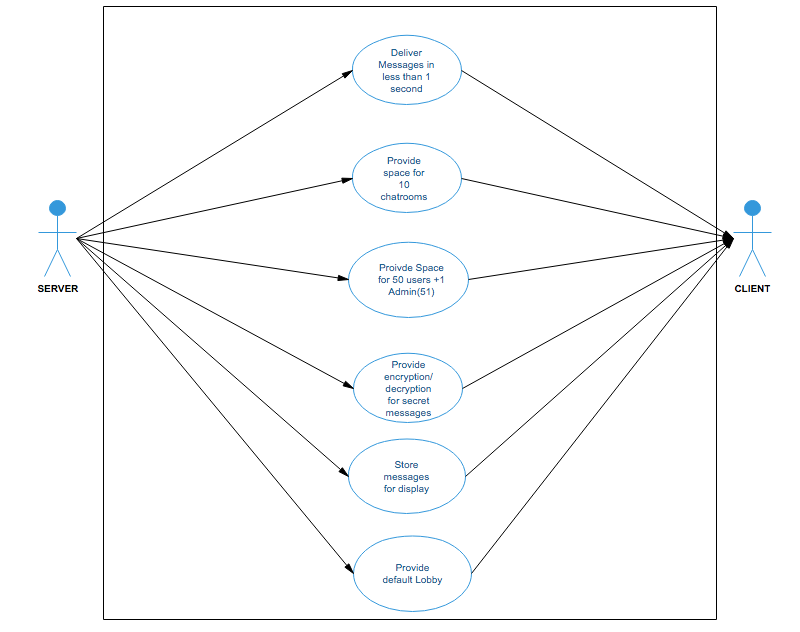 Deliver
Messages in
less than 1
second
Provide
space for
10
chatrooms
Proivde Space
for 50 users +1
Admin(51)
SERVER
CLIENT
Provide
encryption/
decryption
for secret
messages
Store
messages
for display
Provide
default Lobby